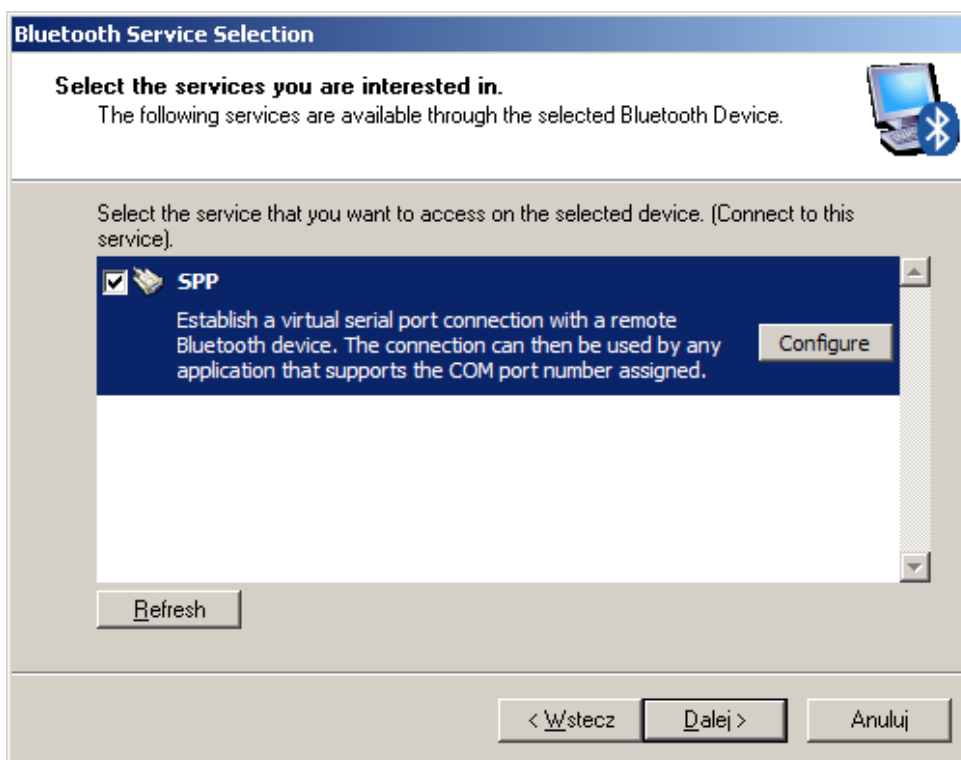 Bluetooth Service Selection
Select the services you are interested in.
The following services are available through the selected Bluetooth Device.
Select the service that you want to access on the selected device. (Connect to this
service).
SPP
Establish a virtual serial port connection with a remote
Bluetooth device. The connection can then be used by any
application that supports the COM port number assigned.
Configure
Refresh
< Wstecz
Dalej >
Anuluj